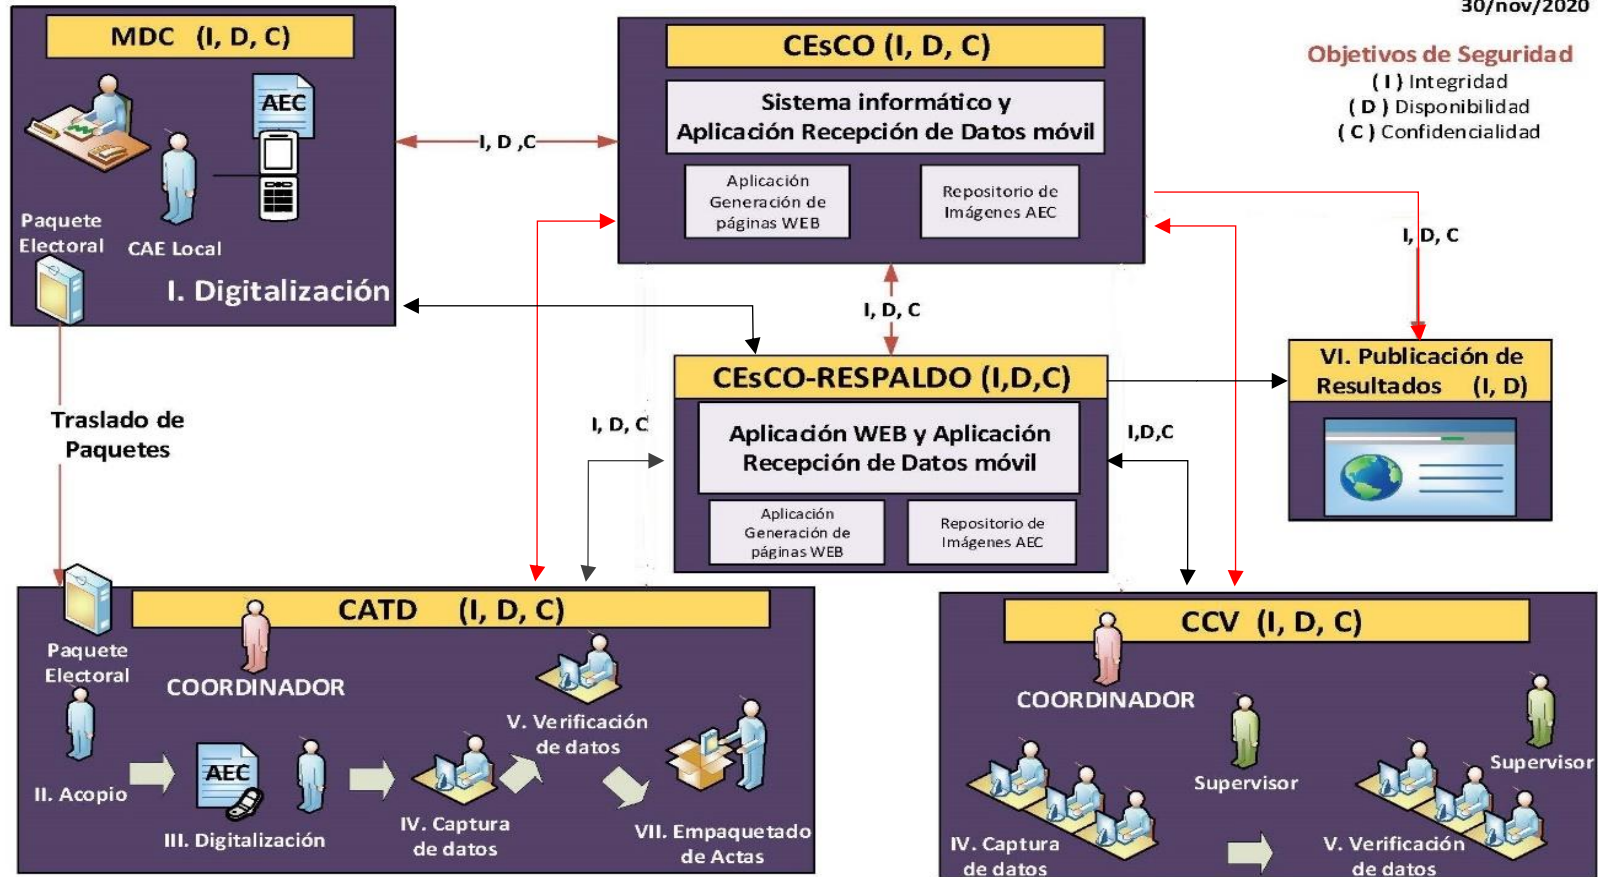 30/nov/2020
Objetivos de Seguridad
( I ) Integridad
( D ) Disponibilidad
( C ) Confidencialidad
MDC (I, D, C)
AEC
Paquete
Electoral
CAE Local
I. Digitalización
I, D ,C
CEsCO (I, D, C)
Sistema informático y
Aplicación Recepción de Datos móvil
Aplicación
Generación de
páginas WEB
Repositorio de
Imágenes AEC
I, D, C
I, D, C
CEsCO-RESPALDO (I,D,C)
Aplicación WEB y Aplicación
Recepción de Datos móvil
Aplicación
Generación de
páginas WEB
Repositorio de
Imágenes AEC
VI. Publicación de
Resultados (I, D)
Traslado de
Paquetes
I, D, C
I,D,C
CATD (I, D, C)
Paquete
Electoral
COORDINADOR
II. Acopio
AEC
III. Digitalización
IV. Captura
de datos
V. Verificación
de datos
VII. Empaquetado
de Actas
CCV (I, D, C)
COORDINADOR
Supervisor
Supervisor
IV. Captura
de datos
V. Verificación
de datos